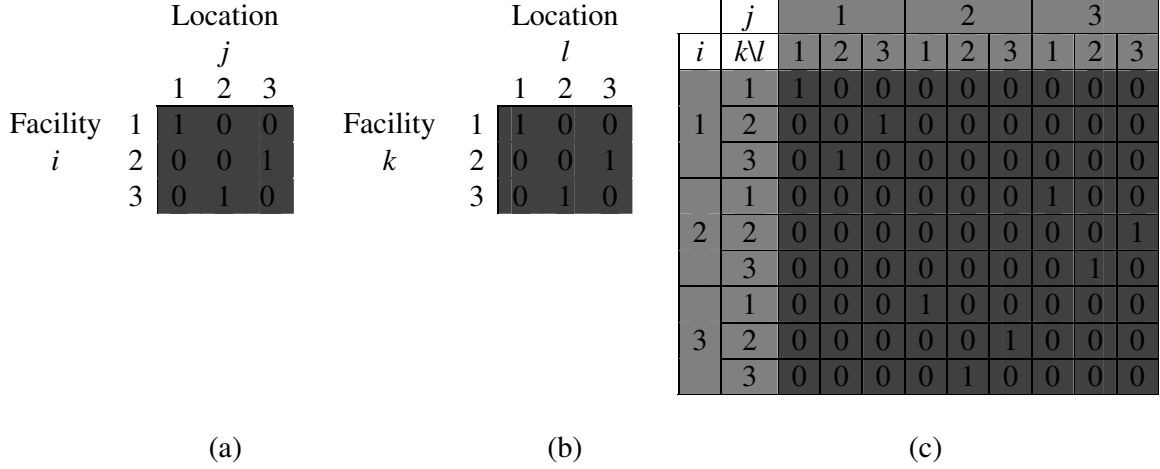 Location
j
1 2 3
Facility 1 1 0 0
i 2 0 0 1
3 0 1 0
(a)
Location
l
1 2 3
Facility 1 1 0 0
k 2 0 0 1
3 0 1 0
(b)
j 1 2 3
i k\l 1 2 3 1 2 3 1 2 3
1 1 0 0 0 0 0 0 0 0
1 2 0 0 1 0 0 0 0 0 0
3 0 1 0 0 0 0 0 0 0
1 0 0 0 0 0 0 1 0 0
2 2 0 0 0 0 0 0 0 0 1
3 0 0 0 0 0 0 0 1 0
1 0 0 0 1 0 0 0 0 0
3 2 0 0 0 0 0 1 0 0 0
3 0 0 0 0 1 0 0 0 0
(c)